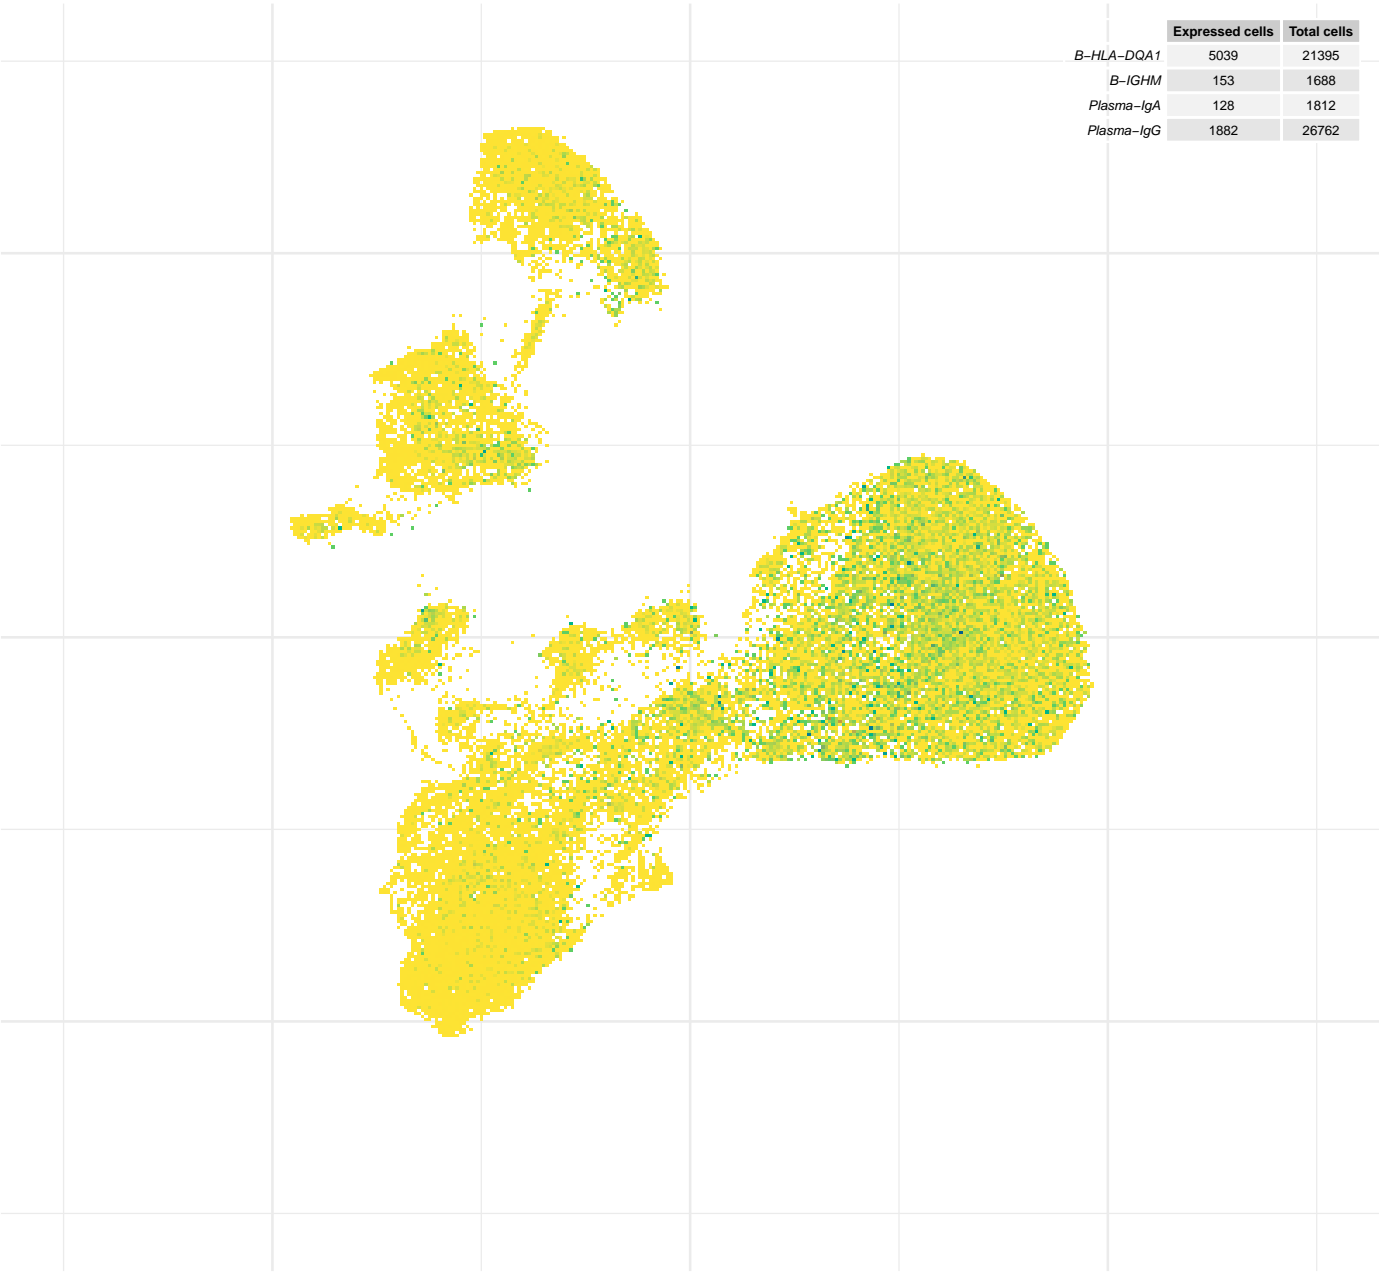 Expressed cells Total cells
B−HLA−DQA1 5039 21395
B−IGHM 153 1688
Plasma−IgA 128 1812
Plasma−IgG 1882 26762